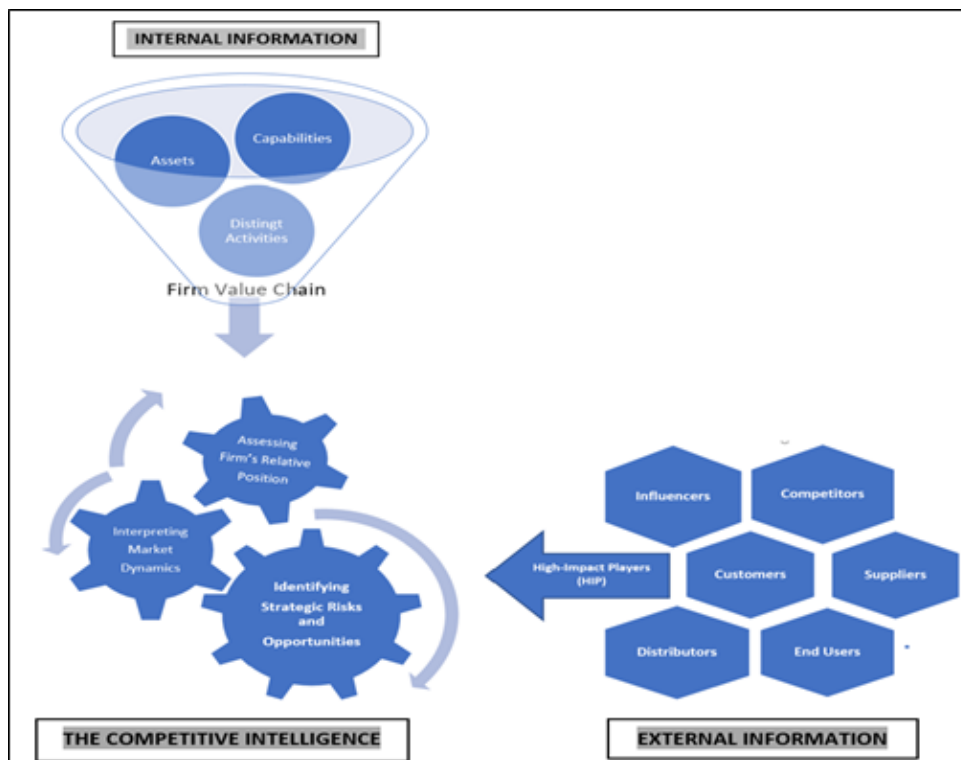 INTERNAL INFORMATION
Capabilities
Assets
Distingt
Activities
Firm Value Chain
Assessing
Firm's Relative
Position
Interpreting
Market
Dynamics
Identifying
Strategic Risks
and
Opportunities
THE COMPETITIVE INTELLIGENCE
High-Impact Players
(HIP)
Influencers
Competitors
Customers
Suppliers
Distributors
End Users
EXTERNAL INFORMATION